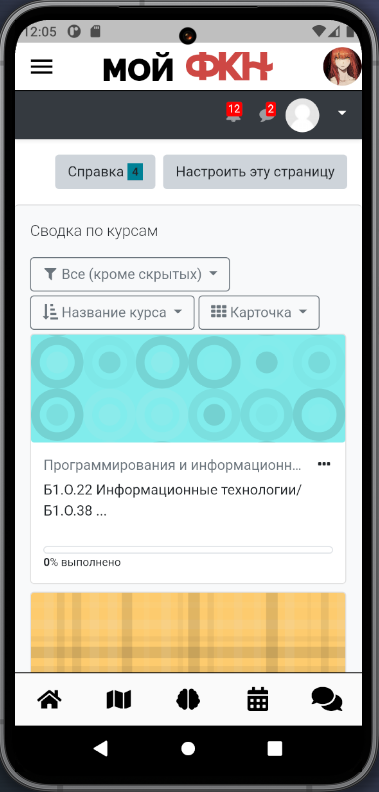 12:05
МОЙ ФКН
12
2
Справка 4
Настроить эту страницу
Сводка по курсам
Все (кроме скрытых)
Название курса
Карточка
Программирования и информационн...
Б1.О.22 Информационные технологии/
Б1.О.38 ...
0% выполнено